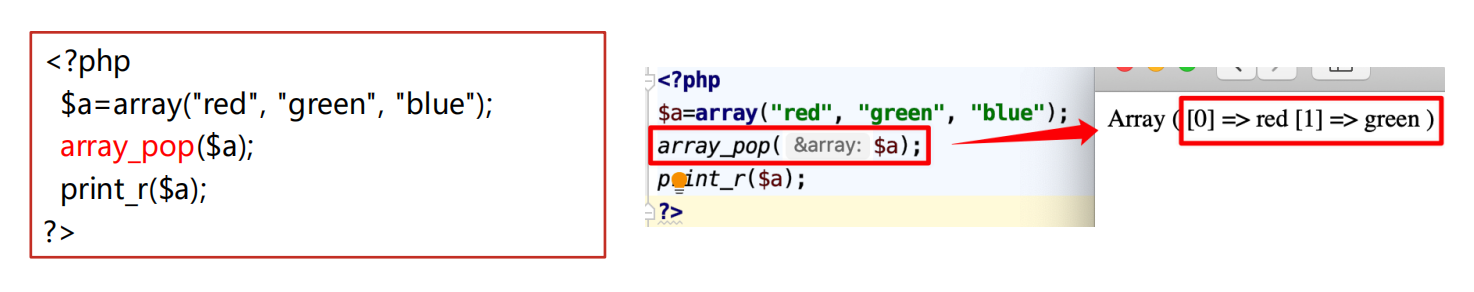 <?php
$a=array("red", "green", "blue");
array_pop($a);
print_r($a);
?>
<?php
$a=array("red", "green", "blue");
array_pop( &array: $a);
print_r($a);
?>
Array ( [0] => red [1] => green )